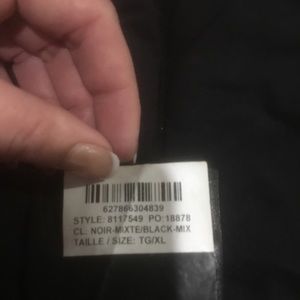 627866304839
STYLE: 8117549 PO:18878
CL: NOIR-MIXTE/BLACK-MIX
TAILLE / SIZE: TG/XL